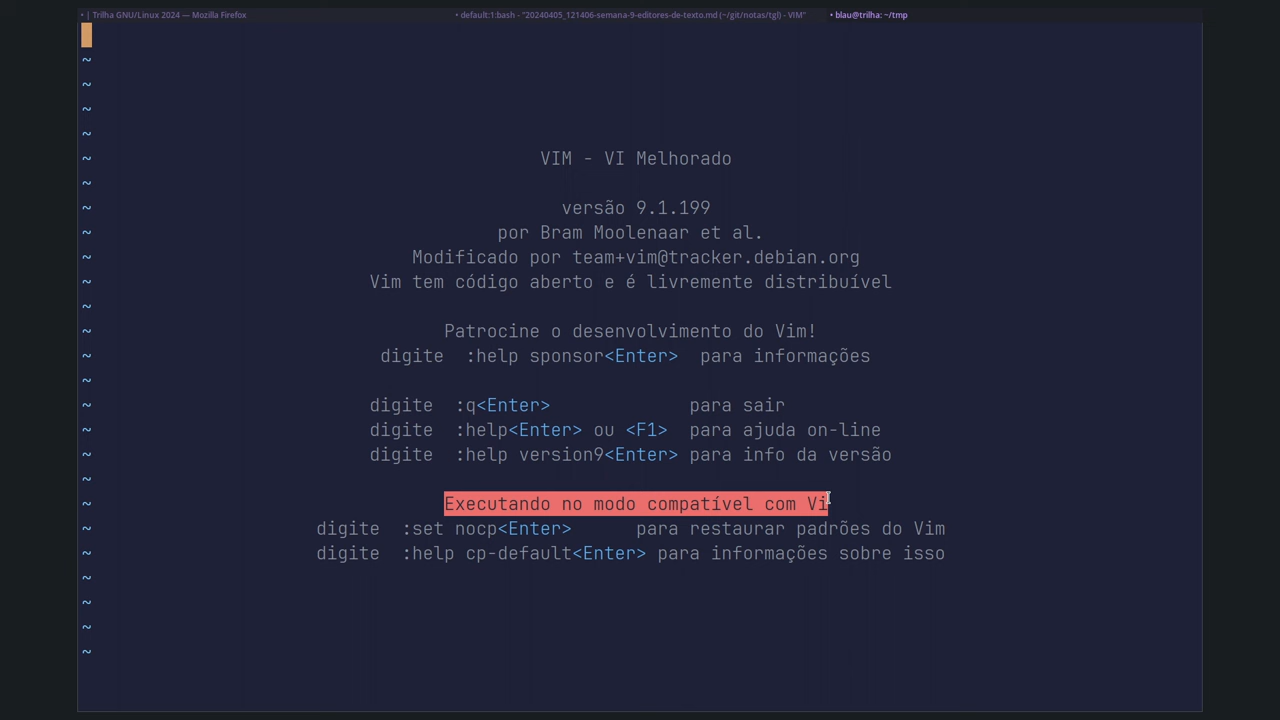 • | Trilha GNU/Linux 2024 — Mozilla Firefox • default:1:bash - "20240405_121406-semana-9-editores-de-texto.md (~/git/notas/tgl) - VIM" • blau@trilha: ~/tmp
~
~
~
~
~ VIM - VI Melhorado
~
~ versão 9.1.199
~ por Bram Moolenaar et al.
~ Modificado por team+vim@tracker.debian.org
~ Vim tem código aberto e é livremente distribuível
~
~ Patrocine o desenvolvimento do Vim!
~ digite :help sponsor<Enter> para informações
~
~ digite :q<Enter> para sair
~ digite :help<Enter> ou <F1> para ajuda on-line
~ digite :help version9<Enter> para info da versão
~
~ Executando no modo compatível com Vi
~ digite :set nocp<Enter> para restaurar padrões do Vim
~ digite :help cp-default<Enter> para informações sobre isso
~
~
~
~